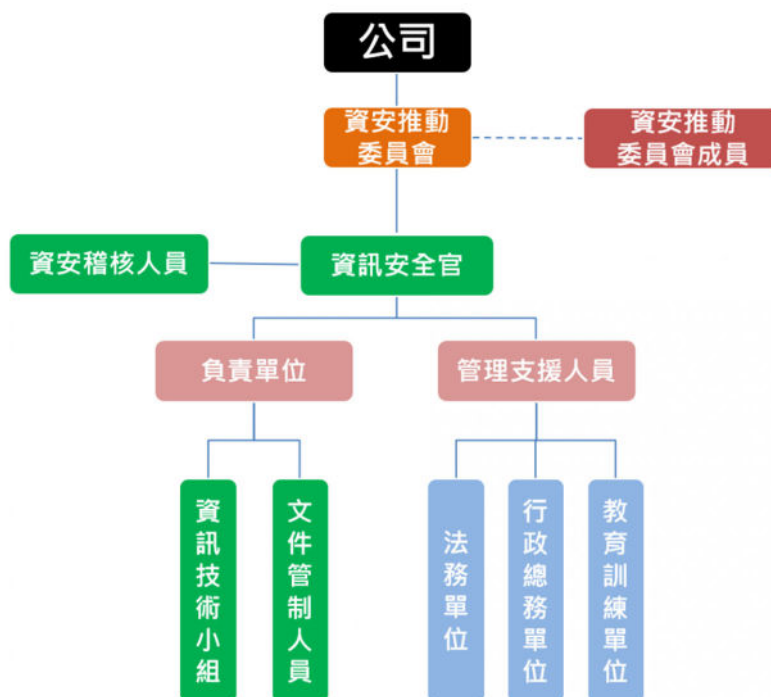 公司
資安推動
委員會
資安推動
委員會成員
資安稽核人員
資訊安全官
負責單位
管理支援人員
資訊技術小組
文件管制人員
法務單位
行政總務單位
教育訓練單位